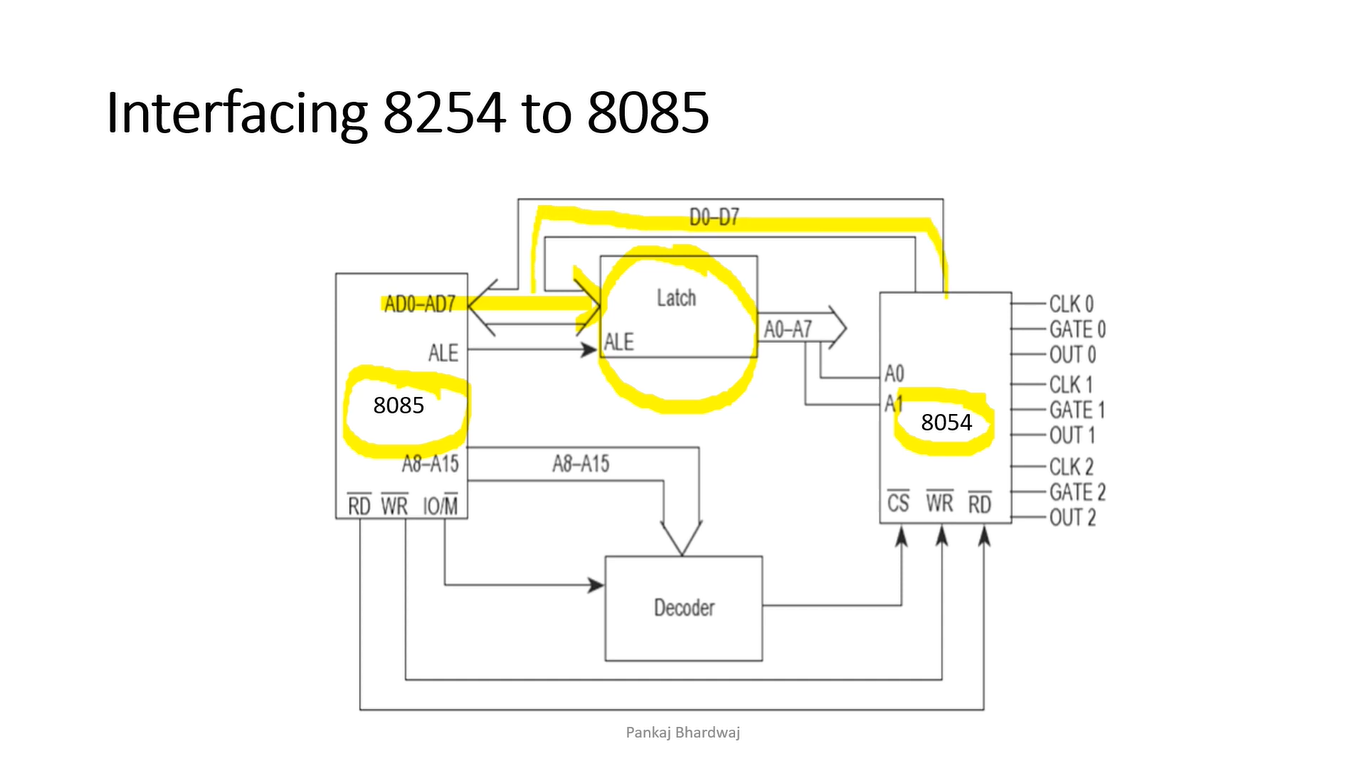 Interfacing 8254 to 8085
D0–D7
AD0–AD7
Latch
ALE
ALE
A0–A7
8085
A8–A15
A8–A15
RD WR IO/M
Decoder
A0
A1
8054
CS WR RD
CLK 0
GATE 0
OUT 0
CLK 1
GATE 1
OUT 1
CLK 2
GATE 2
OUT 2
Pankaj Bhardwaj